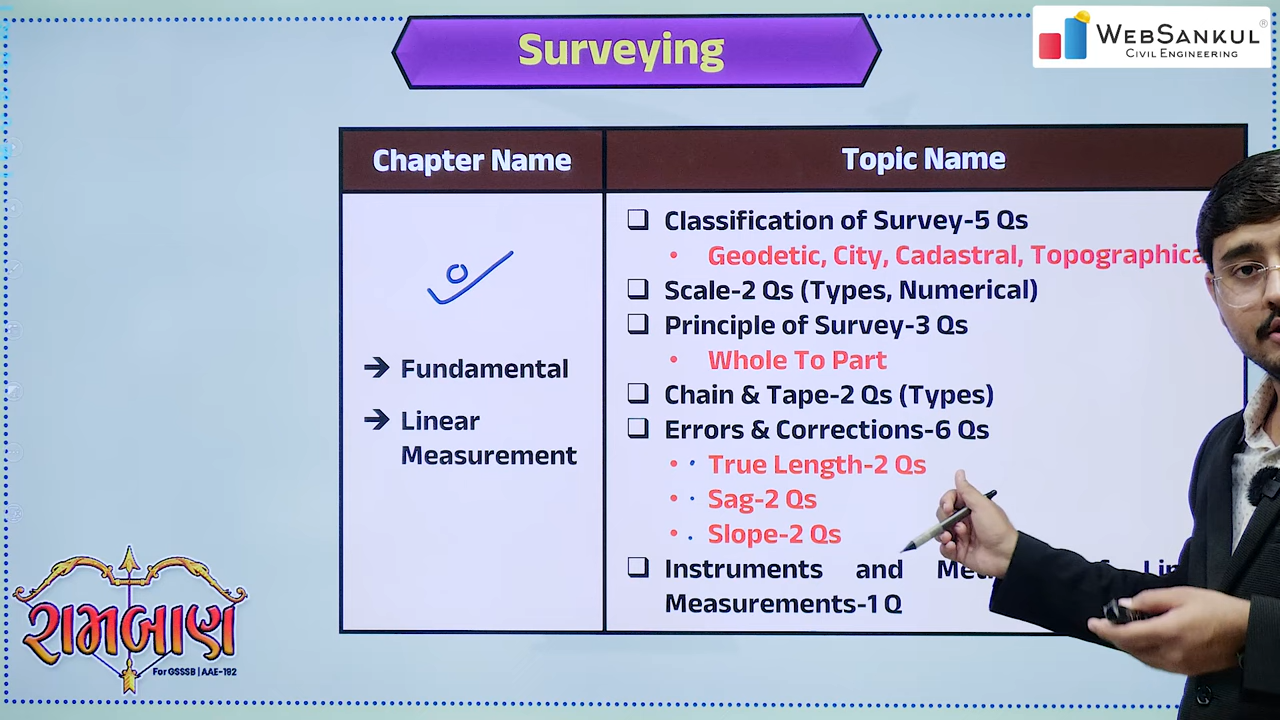 Surveying
WEBSANKUL®
CIVIL ENGINEERING
Chapter Name
Topic Name
→ Fundamental
→ Linear
Measurement
❑ Classification of Survey-5 Qs
• Geodetic, City, Cadastral, Topographica
❑ Scale-2 Qs (Types, Numerical)
❑ Principle of Survey-3 Qs
• Whole To Part
❑ Chain & Tape-2 Qs (Types)
❑ Errors & Corrections-6 Qs
• True Length-2 Qs
• Sag-2 Qs
• Slope-2 Qs
❑ Instruments and
Measurements-1 Q
રામબાણ
For GSSSB | AAE-192